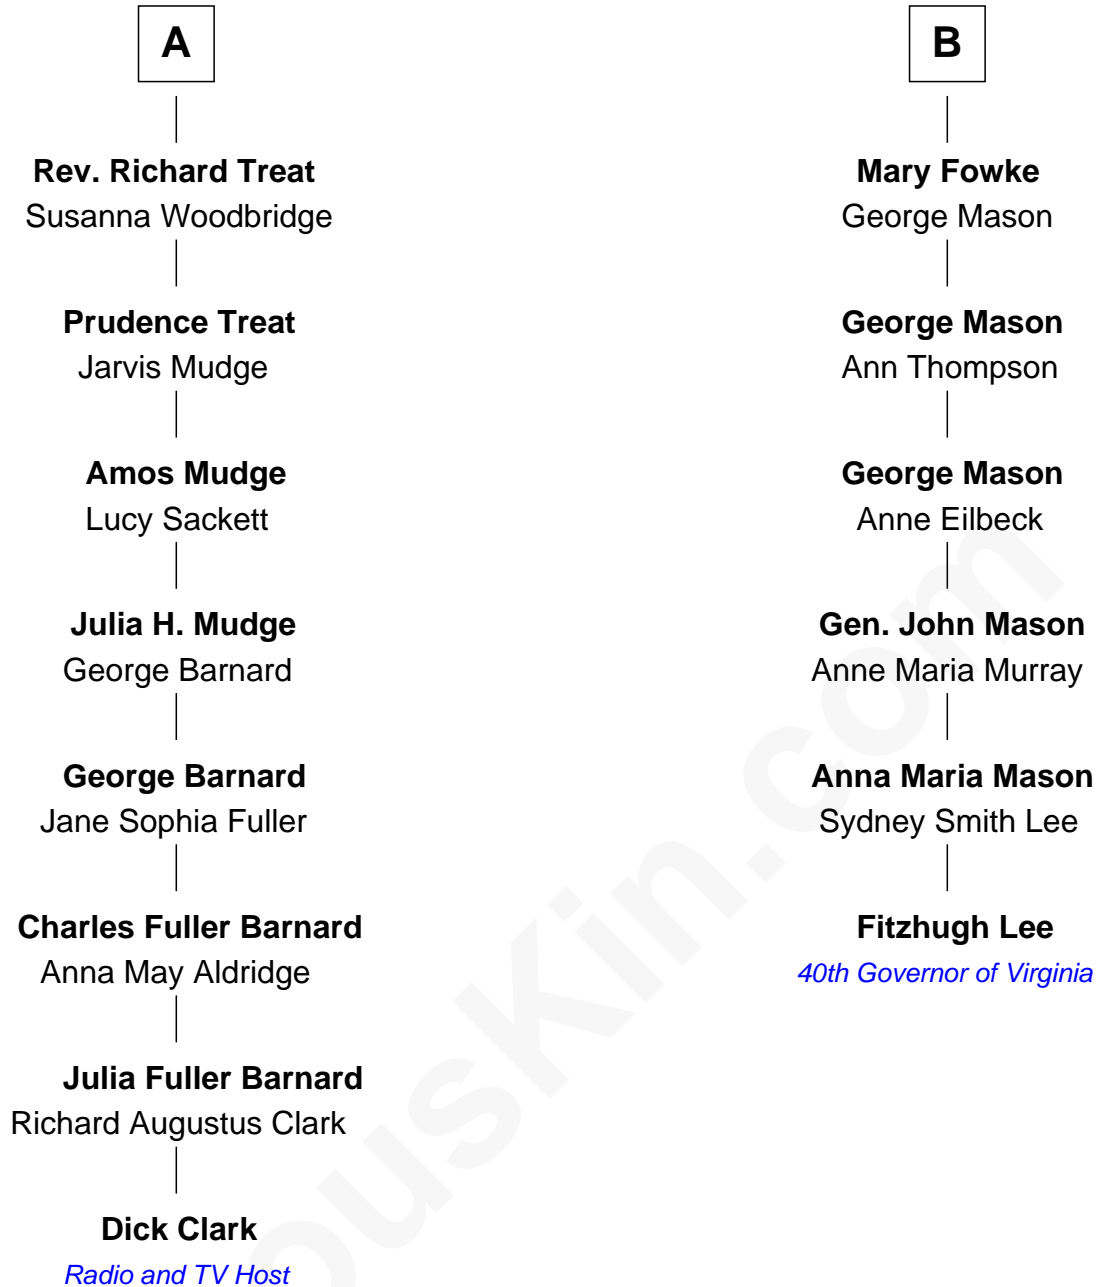 A
Rev. Richard Treat
Susanna Woodbridge
Prudence Treat
Jarvis Mudge
Amos Mudge
Lucy Sackett
Julia H. Mudge
George Barnard
George Barnard
Jane Sophia Fuller
Charles Fuller Barnard
Anna May Aldridge
Julia Fuller Barnard
Richard Augustus Clark
Dick Clark
Radio and TV Host
B
Mary Fowke
George Mason
George Mason
Ann Thompson
George Mason
Anne Eilbeck
Gen. John Mason
Anne Maria Murray
Anna Maria Mason
Sydney Smith Lee
Fitzhugh Lee
40th Governor of Virginia
ousKin.com